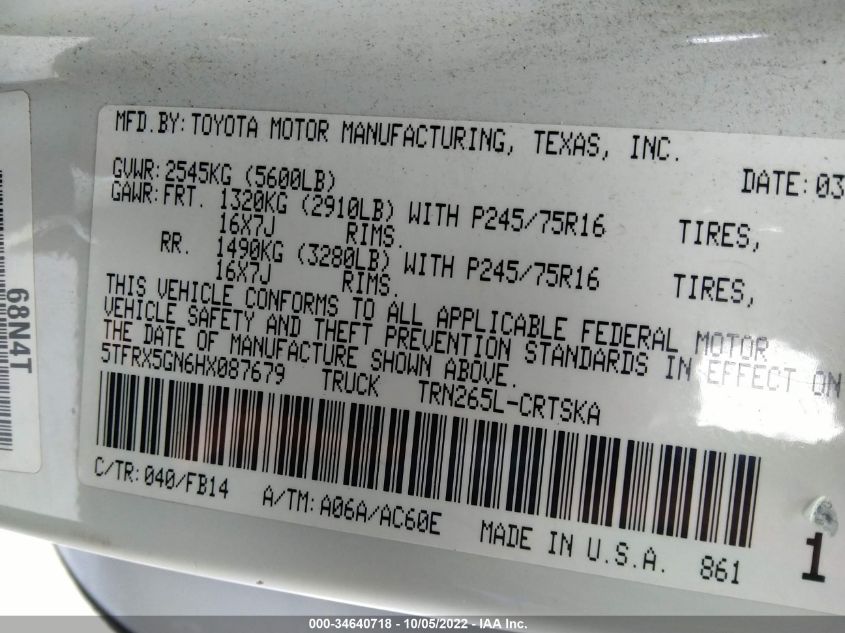 MFD.BY:TOYOTA MOTOR MANUFACTURING, TEXAS, INC.
GVWR:2545KG (5600LB) DATE:03
GAWR:FRT. 1320KG (2910LB) WITH P245/75R16 TIRES,
16X7J RIMS.
RR. 1490KG (3280LB) WITH P245/75R16 TIRES,
16X7J RIMS.
THIS VEHICLE CONFORMS TO ALL APPLICABLE FEDERAL MOTOR
VEHICLE SAFETY AND THEFT PREVENTION STANDARDS IN EFFECT ON
THE DATE OF MANUFACTURE SHOWN ABOVE.
5TFRX5GN6HX087679 TRUCK TRN265L-CRTSKA
C/TR:040/FB14 A/TM:A06A/AC60E MADE IN U.S.A. 861
1
68N4T
000-34640718 - 10/05/2022 - IAA Inc.